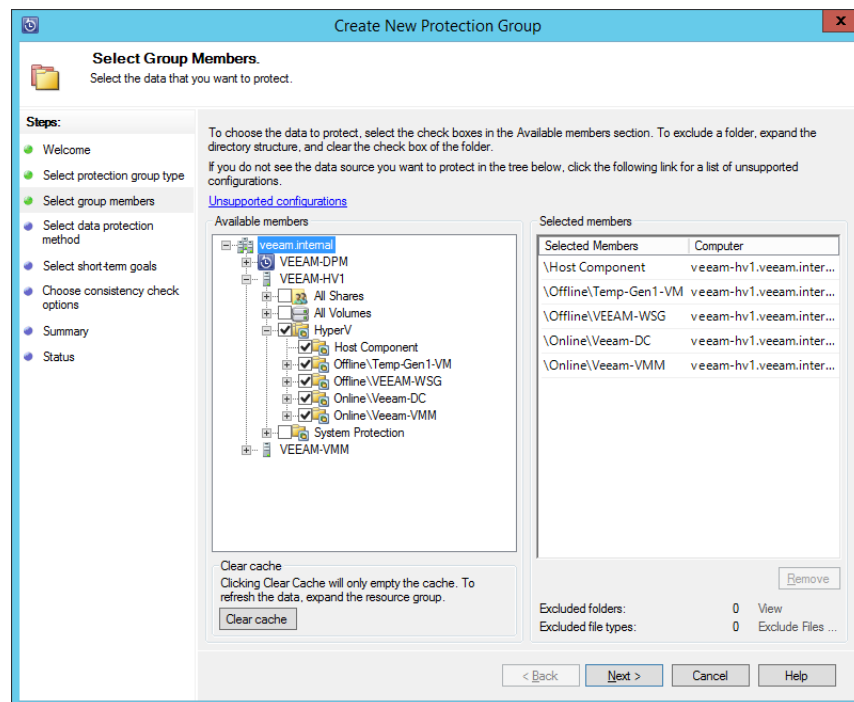 Create New Protection Group
x
Select Group Members.
Select the data that you want to protect.
Steps:
Welcome
Select protection group type
Select group members
Select data protection
method
Select short-term goals
Choose consistency check
options
Summary
Status
To choose the data to protect, select the check boxes in the Available members section. To exclude a folder, expand the
directory structure, and clear the check box of the folder.
If you do not see the data source you want to protect in the tree below, click the following link for a list of unsupported
configurations.
Unsupported configurations
Available members
veeam.internal
VEEAM-DPM
VEEAM-HV1
All Shares
All Volumes
HyperV
Host Component
Offline\Temp-Gen1-VM
Offline\VEEAM-WSG
Online\Veeam-DC
Online\Veeam-VMM
System Protection
VEEAM-VMM
Clear cache
Clicking Clear Cache will only empty the cache. To
refresh the data, expand the resource group.
Clear cache
Selected members
Selected Members Computer
\Host Component veeam-hv1.veeam.inter...
\Offline\Temp-Gen1-VM veeam-hv1.veeam.inter...
\Offline\VEEAM-WSG veeam-hv1.veeam.inter...
\Online\Veeam-DC veeam-hv1.veeam.inter...
\Online\Veeam-VMM veeam-hv1.veeam.inter...
Remove
Excluded folders: 0 View
Excluded file types: 0 Exclude Files ...
< Back Next > Cancel Help